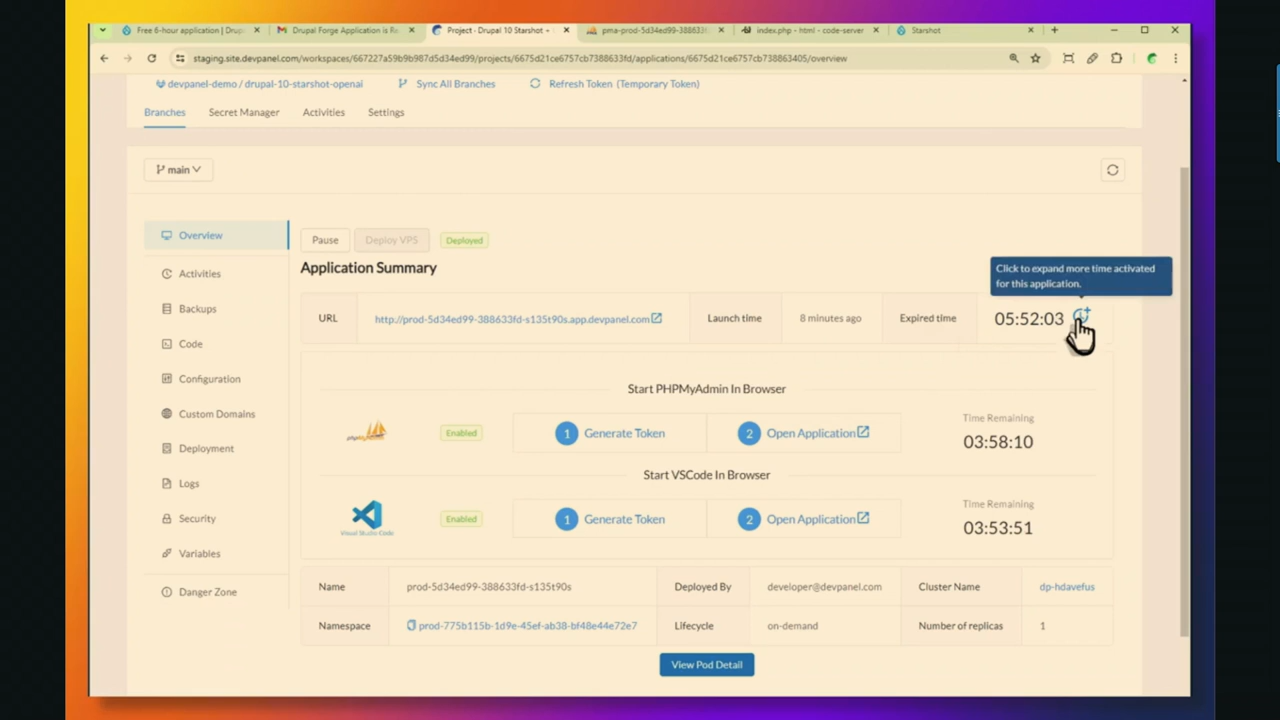 Free 6-hour application | Drup
Drupal Forge Application is Re
Project - Drupal 10 Starshot -
pma-prod-5d34ed99-388633f
index.php - html - code-server
Starshot
staging.site.devpanel.com/workspaces/667227a59b9b987d5d34ed99/projects/6675d21ce6757cb738863d/applications/6675d21ce6757cb738863405/overview
devpanel-demo / drupal-10-starshot-openai
Sync All Branches
Refresh Token (Temporary Token)
Branches
Secret Manager
Activities
Settings
main
Overview
Activities
Backups
Code
Configuration
Custom Domains
Deployment
Logs
Security
Variables
Danger Zone
Pause
Deploy VPS
Deployed
Application Summary
Click to expand more time activated
for this application.
URL
http://prod-5d34ed99-388633fd-s135t90s.app.devpanel.com
Launch time
8 minutes ago
Expired time
05:52:03
Start PHPMyAdmin In Browser
phpMyAdmin
Enabled
1 Generate Token
2 Open Application
Time Remaining
03:58:10
Start VSCode In Browser
Visual Studio Code
Enabled
1 Generate Token
2 Open Application
Time Remaining
03:53:51
Name
prod-5d34ed99-388633fd-s135t90s
Deployed By
developer@devpanel.com
Cluster Name
dp-hdavefus
Namespace
prod-775b115b-1d9e-45ef-ab38-bf48e44e72e7
Lifecycle
on-demand
Number of replicas
1
View Pod Detail